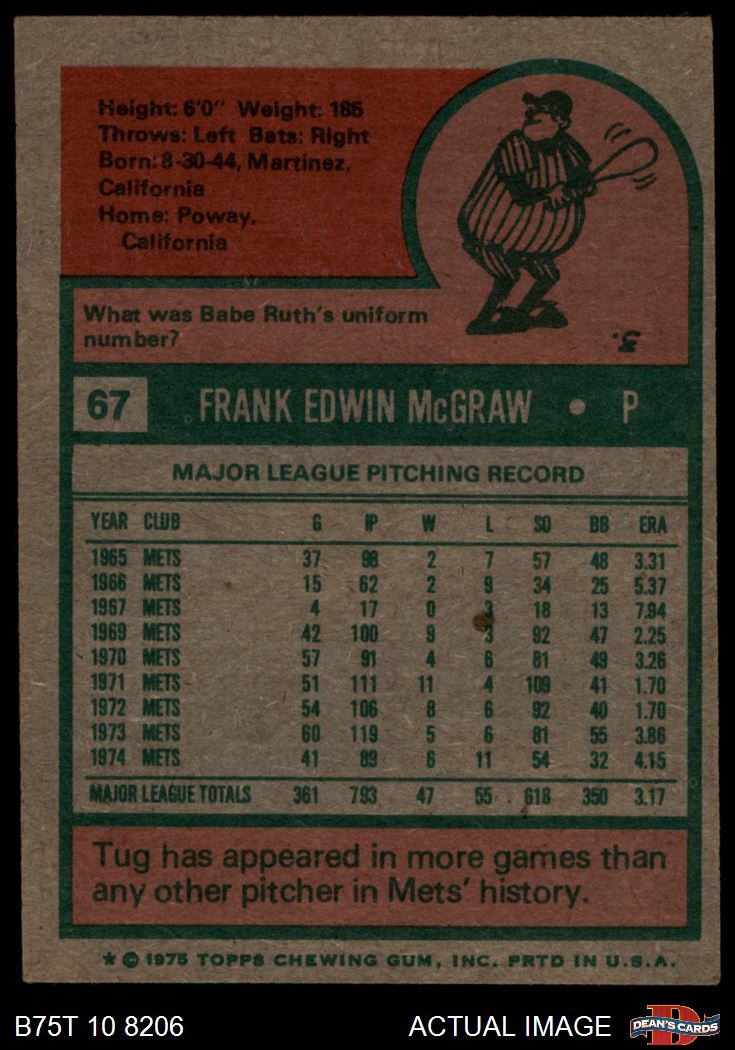 Height: 6'0" Weight: 185
Throws: Left Bats: Right
Born: 8-30-44, Martinez,
California
Home: Poway,
California
What was Babe Ruth's uniform
number?
3.
67 FRANK EDWIN McGRAW • P
MAJOR LEAGUE PITCHING RECORD
YEAR CLUB G IP W L SO BB ERA
1965 METS 37 98 2 7 57 48 3.31
1966 METS 15 62 2 9 34 25 5.37
1967 METS 4 17 0 3 18 13 7.94
1969 METS 42 100 9 3 92 47 2.25
1970 METS 57 91 4 6 81 49 3.26
1971 METS 51 111 11 4 109 41 1.70
1972 METS 54 106 8 6 92 40 1.70
1973 METS 60 119 5 6 81 55 3.86
1974 METS 41 89 6 11 54 32 4.15
MAJOR LEAGUE TOTALS 361 793 47 55 618 350 3.17
Tug has appeared in more games than
any other pitcher in Mets' history.
* © 1975 TOPPS CHEWING GUM, INC. PRTD IN U.S.A.
B75T 10 8206 ACTUAL IMAGE D DEAN'S CARDS